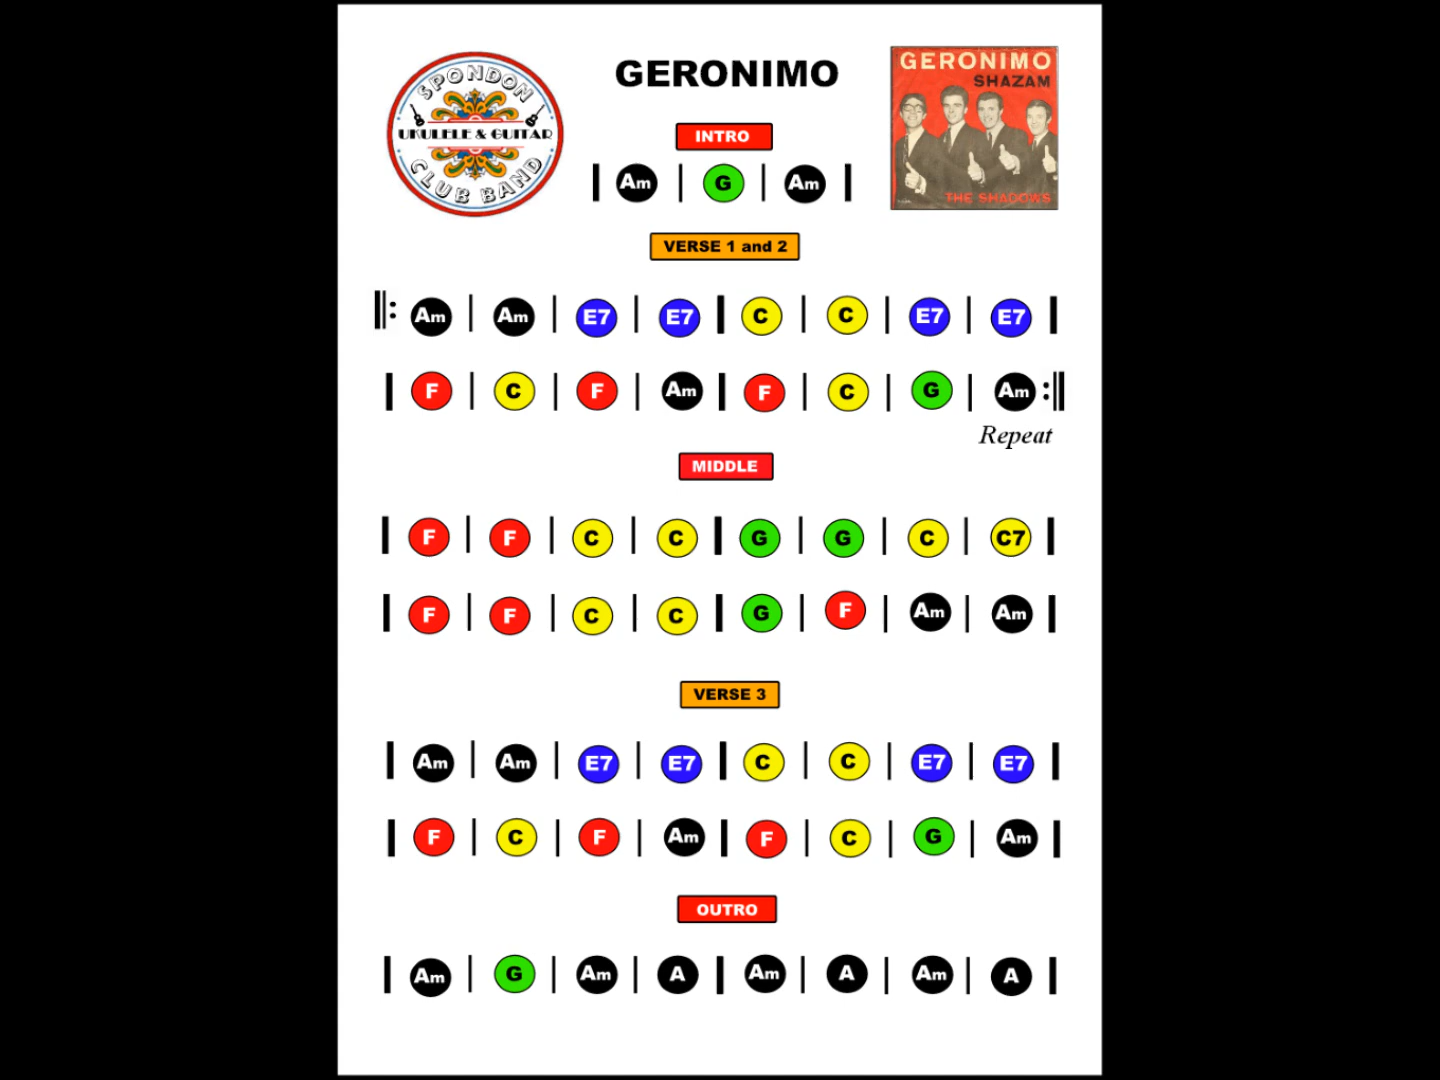 SPONDON
UKULELE & GUITAR
CLUB BAND
GERONIMO
GERONIMO
SHAZAM
THE SHADOWS
INTRO
| Am | G | Am |
VERSE 1 and 2
||: Am | Am | E7 | E7 | C | C | E7 | E7 |
| F | C | F | Am | F | C | G | Am :||
Repeat
MIDDLE
| F | F | C | C | G | G | C | C7 |
| F | F | C | C | G | F | Am | Am |
VERSE 3
| Am | Am | E7 | E7 | C | C | E7 | E7 |
| F | C | F | Am | F | C | G | Am |
OUTRO
| Am | G | Am | A | Am | A | Am | A |